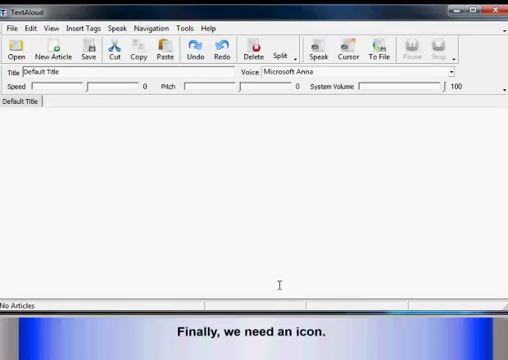 TextAloud
File Edit View Insert Tags Speak Navigation Tools Help
Open New Article Save Cut Copy Paste Undo Redo Delete Split Speak Cursor To File Pause Stop
Title Default Title Voice Microsoft Anna
Speed 0 Pitch 0 System Volume 100
Default Title
No Articles
Finally, we need an icon.